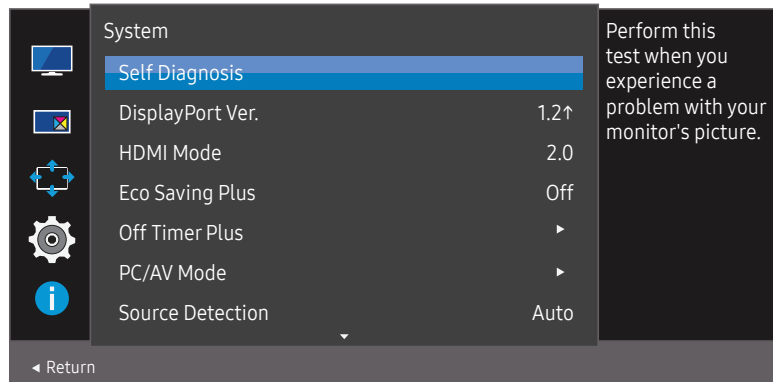 System
Self Diagnosis
DisplayPort Ver. 1.2↑
HDMI Mode 2.0
Eco Saving Plus Off
Off Timer Plus ▸
PC/AV Mode ▸
Source Detection Auto
Perform this
test when you
experience a
problem with your
monitor's picture.
◂ Return